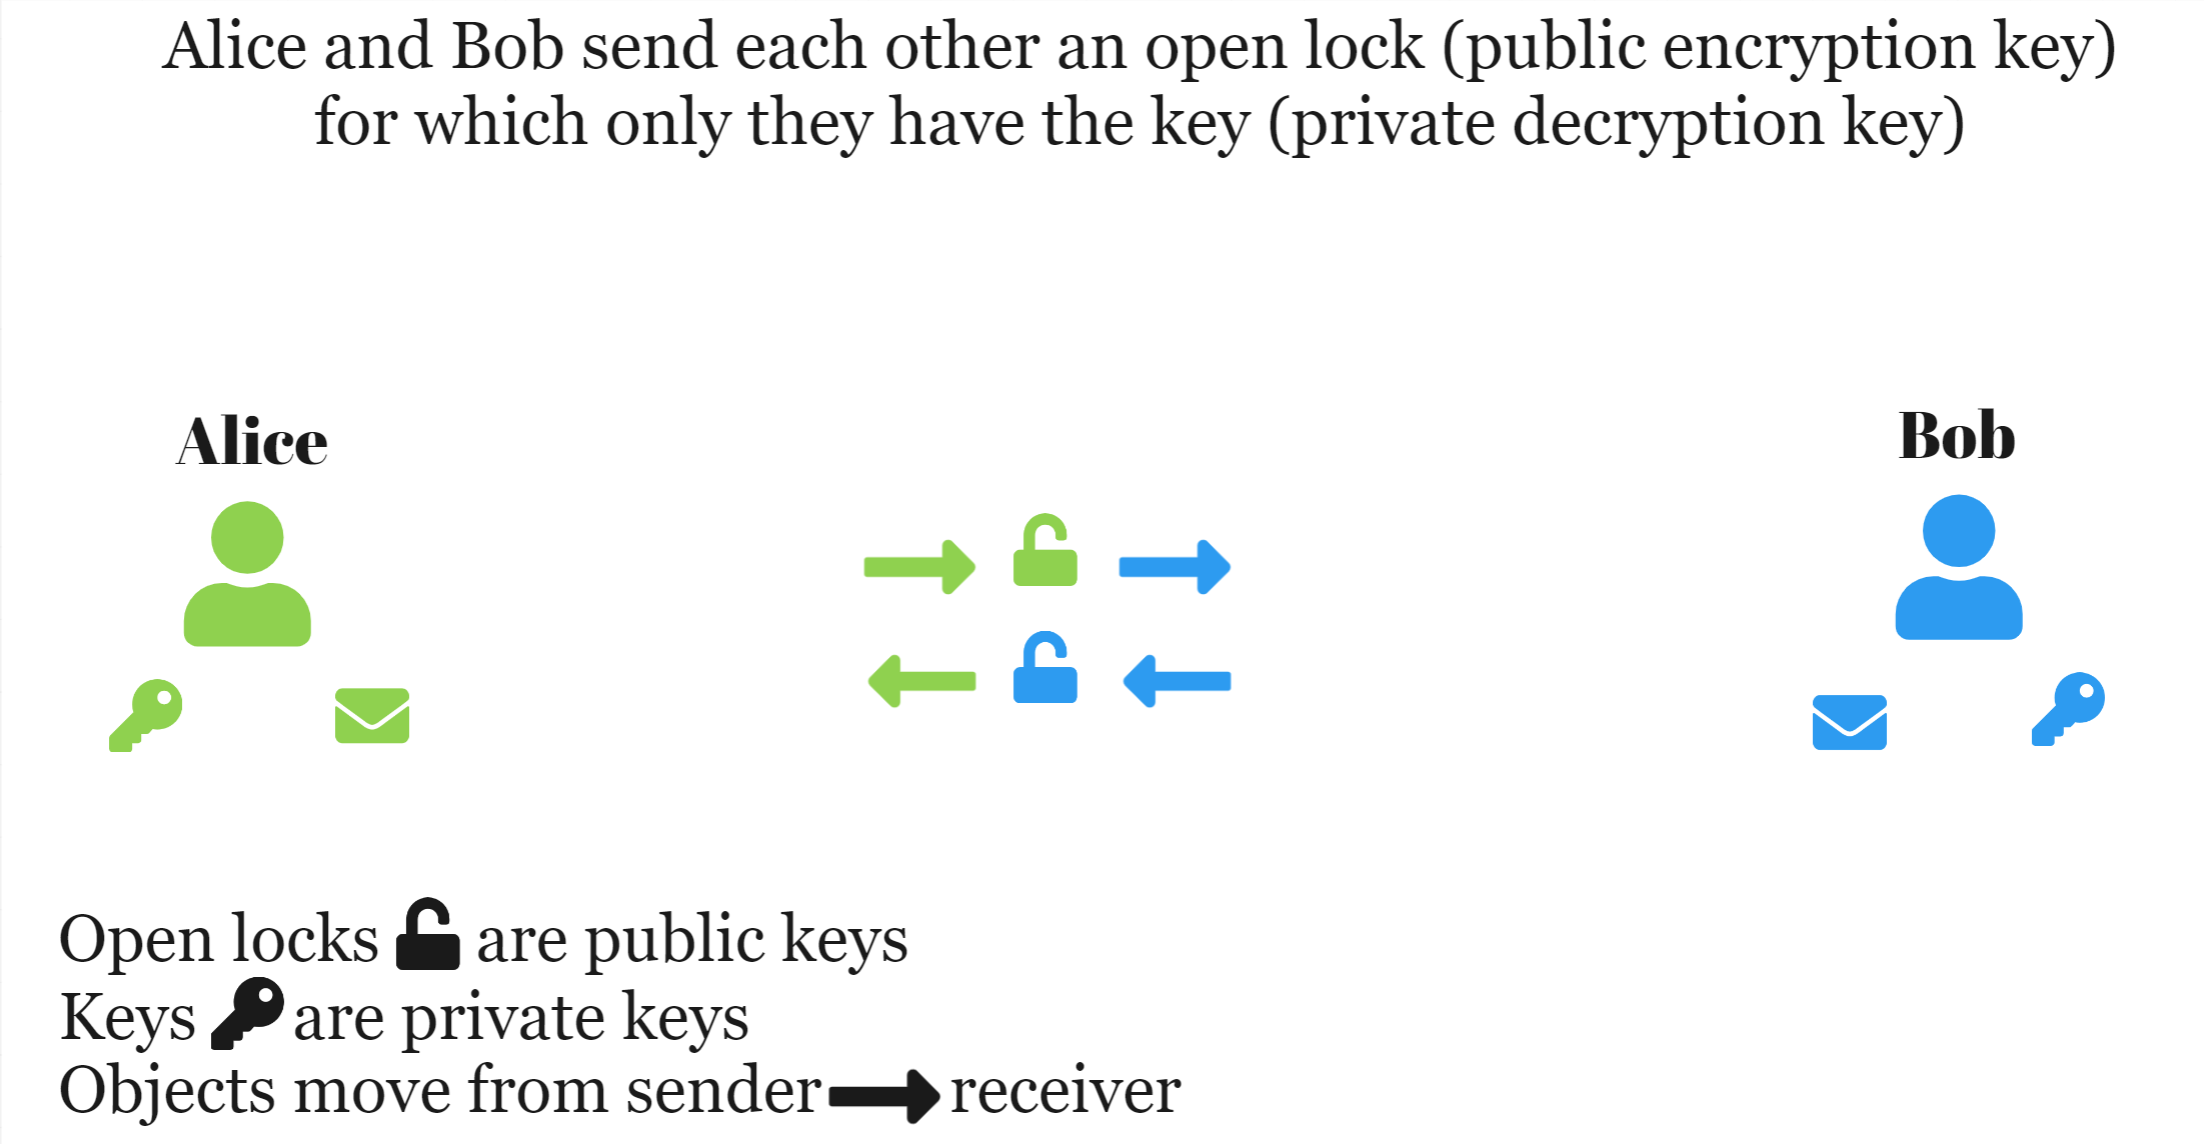 Alice and Bob send each other an open lock (public encryption key)
for which only they have the key (private decryption key)
Alice
Bob
Open locks are public keys
Keys are private keys
Objects move from sender receiver